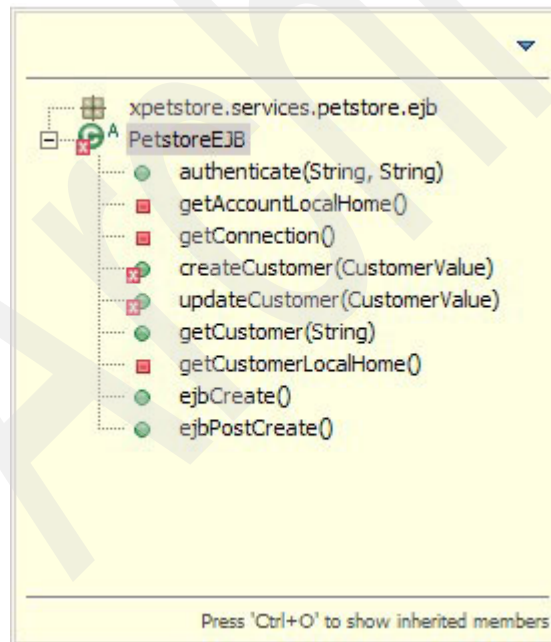 xpetstore.services.petstore.ejb
A
PetstoreEJB
authenticate(String, String)
getAccountLocalHome()
getConnection()
createCustomer(CustomerValue)
updateCustomer(CustomerValue)
getCustomer(String)
getCustomerLocalHome()
ejbCreate()
ejbPostCreate()
Press 'Ctrl+O' to show inherited members